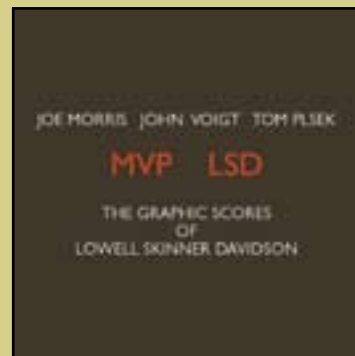 JOE MORRIS JOHN VOIGT TOM PLSEK
MVP LSD
THE GRAPHIC SCORES
OF
LOWELL SKINNER DAVIDSON